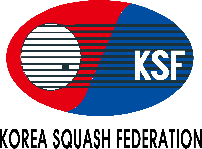 KSF
KOREA SQUASH FEDERATION